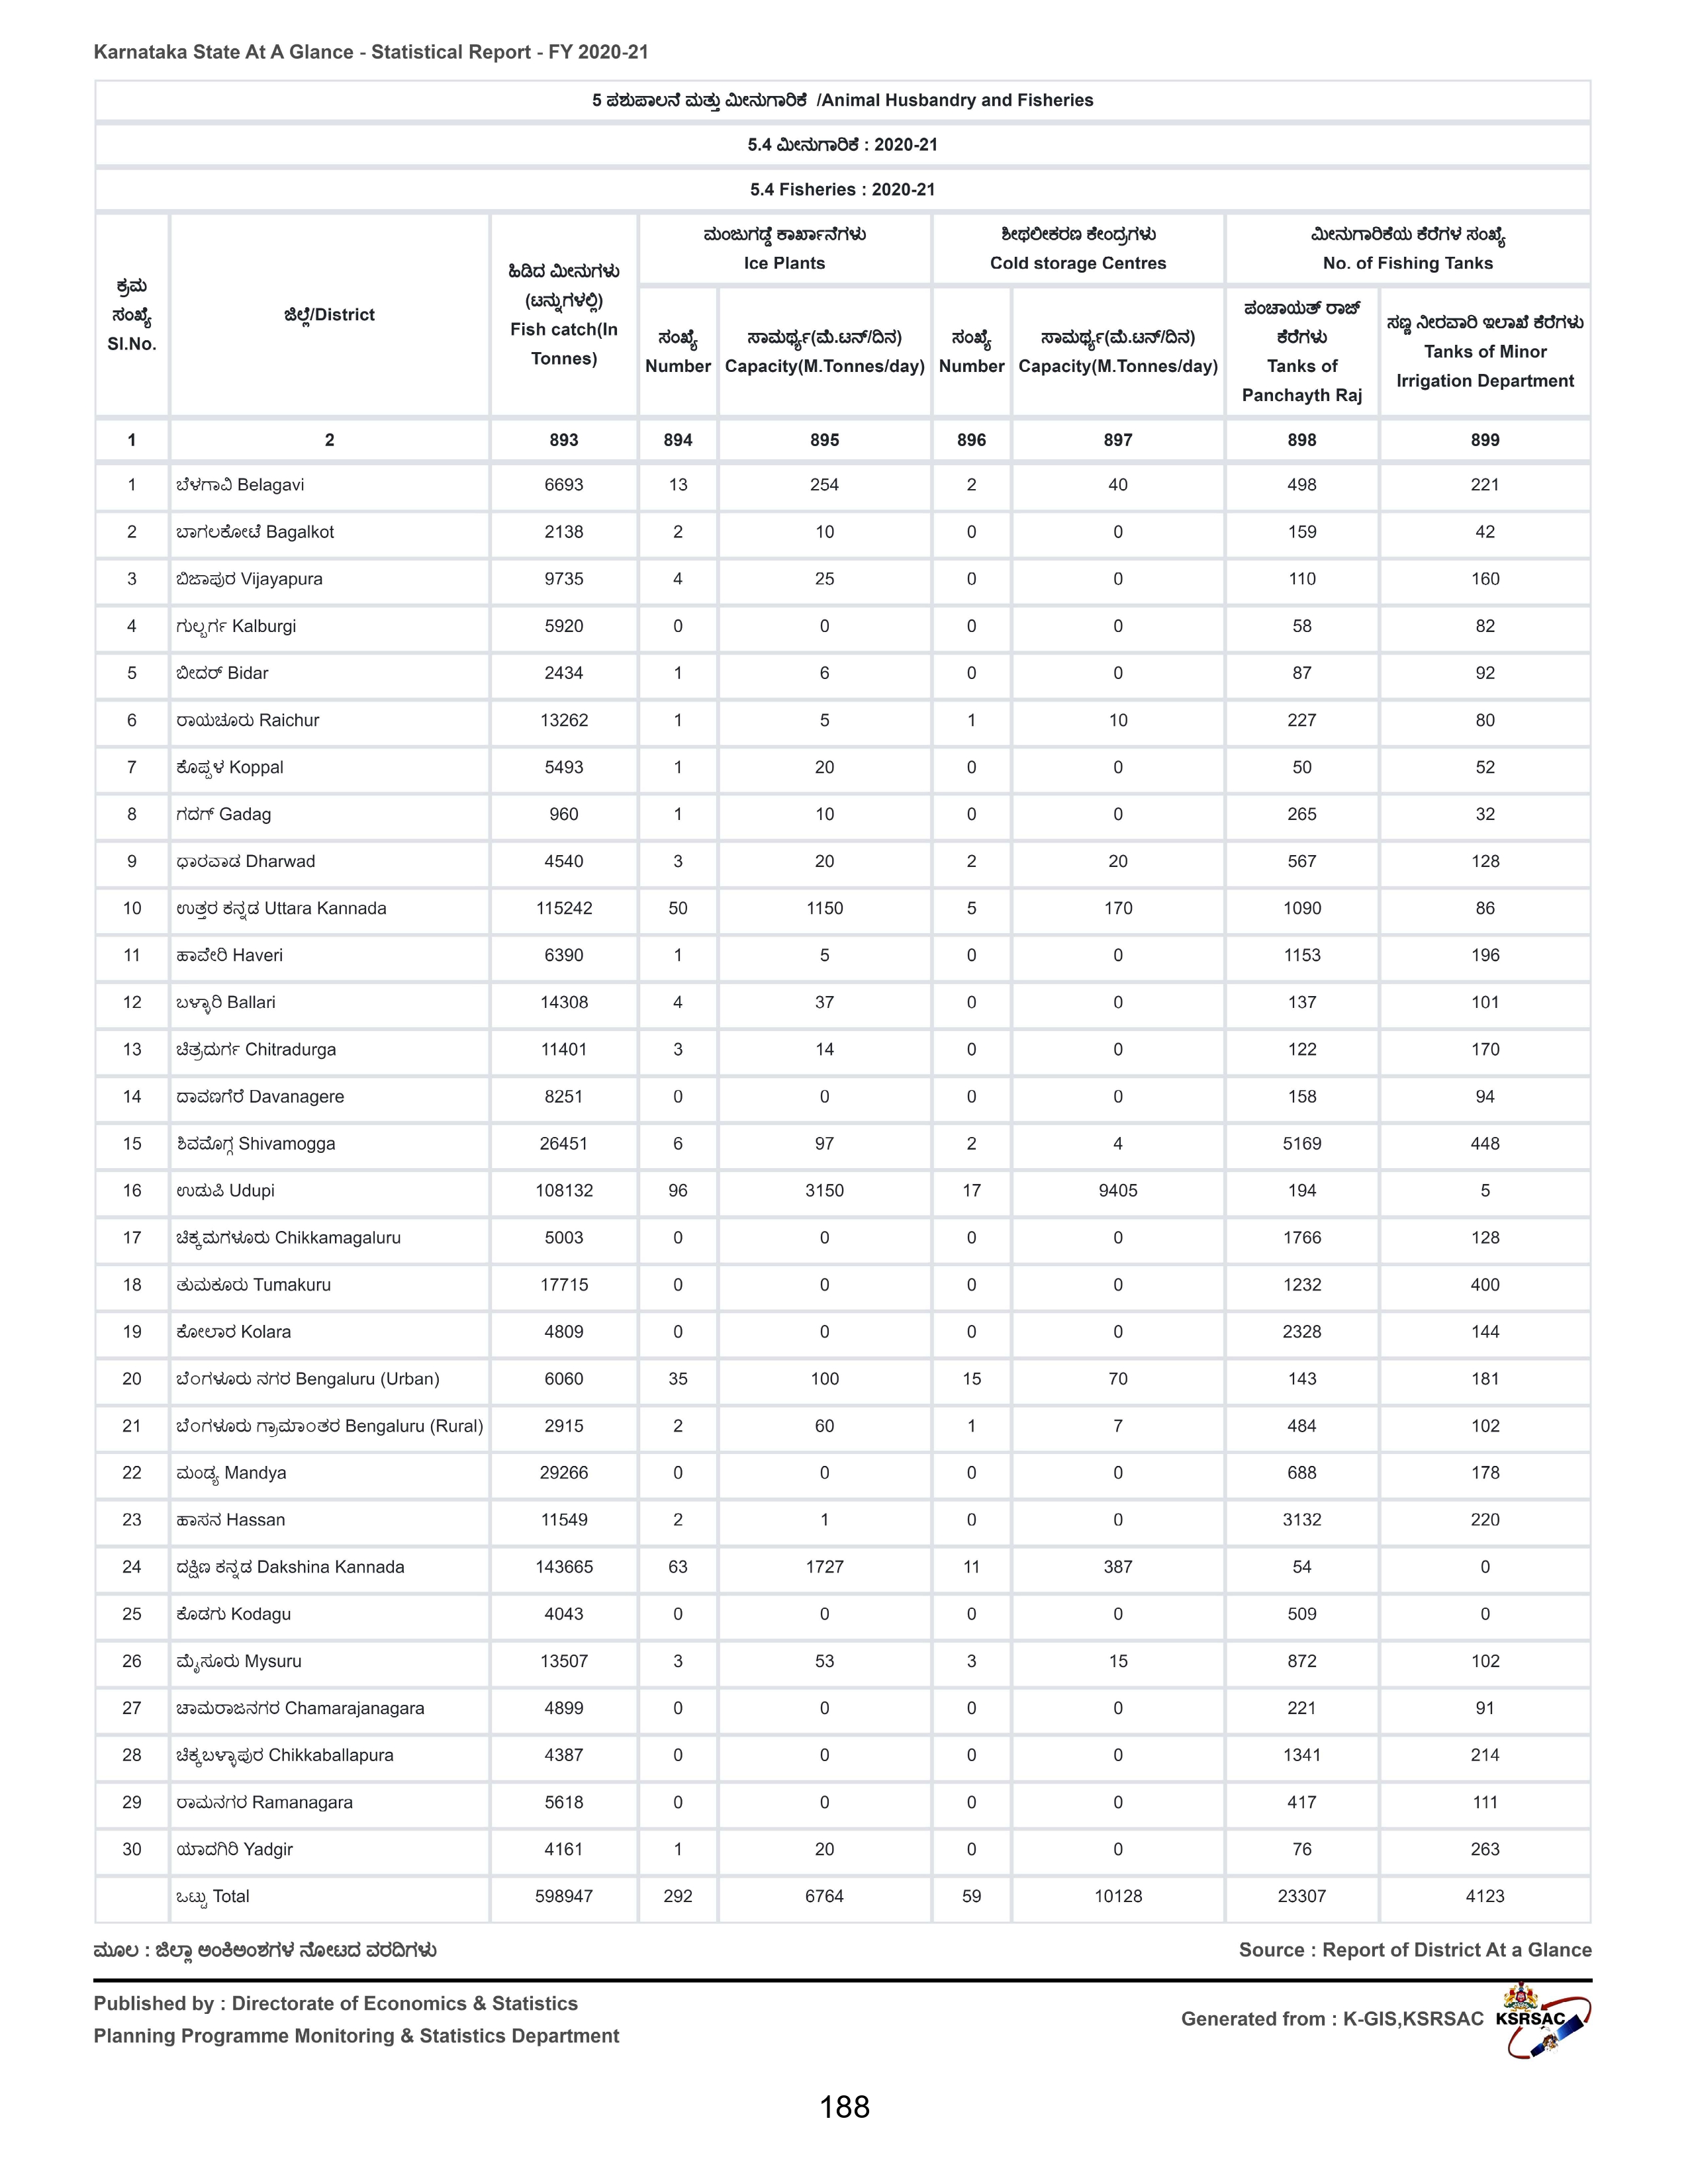 Karnataka State At A Glance - Statistical Report - FY 2020-21
5 ಪಶುಪಾಲನೆ ಮತ್ತು ಮೀನುಗಾರಿಕೆ /Animal Husbandry and Fisheries
5.4 ಮೀನುಗಾರಿಕೆ : 2020-21
5.4 Fisheries : 2020-21
ಕ್ರಮ
ಸಂಖ್ಯೆ
Sl.No.
ಜಿಲ್ಲೆ/District
ಹಿಡಿದ ಮೀನುಗಳು
(ಟನ್ನುಗಳಲ್ಲಿ)
Fish catch(In
Tonnes)
ಮಂಜುಗಡ್ಡೆ ಕಾರ್ಖಾನೆಗಳು
Ice Plants
ಶೀಥಲೀಕರಣ ಕೇಂದ್ರಗಳು
Cold storage Centres
ಮೀನುಗಾರಿಕೆಯ ಕೆರೆಗಳ ಸಂಖ್ಯೆ
No. of Fishing Tanks
ಸಂಖ್ಯೆ
Number
ಸಾಮರ್ಥ್ಯ(ಮೆ.ಟನ್/ದಿನ)
Capacity(M.Tonnes/day)
ಸಂಖ್ಯೆ
Number
ಸಾಮರ್ಥ್ಯ(ಮೆ.ಟನ್/ದಿನ)
Capacity(M.Tonnes/day)
ಪಂಚಾಯತ್ ರಾಜ್
ಕೆರೆಗಳು
Tanks of
Panchayth Raj
ಸಣ್ಣ ನೀರವಾರಿ ಇಲಾಖೆ ಕೆರೆಗಳು
Tanks of Minor
Irrigation Department
1 2 893 894 895 896 897 898 899
1 ಬೆಳಗಾವಿ Belagavi 6693 13 254 2 40 498 221
2 ಬಾಗಲಕೋಟೆ Bagalkot 2138 2 10 0 0 159 42
3 ಬಿಜಾಪುರ Vijayapura 9735 4 25 0 0 110 160
4 ಗುಲ್ಬರ್ಗ Kalburgi 5920 0 0 0 0 58 82
5 ಬೀದರ್ Bidar 2434 1 6 0 0 87 92
6 ರಾಯಚೂರು Raichur 13262 1 5 1 10 227 80
7 ಕೊಪ್ಪಳ Koppal 5493 1 20 0 0 50 52
8 ಗದಗ್ Gadag 960 1 10 0 0 265 32
9 ಧಾರವಾಡ Dharwad 4540 3 20 2 20 567 128
10 ಉತ್ತರ ಕನ್ನಡ Uttara Kannada 115242 50 1150 5 170 1090 86
11 ಹಾವೇರಿ Haveri 6390 1 5 0 0 1153 196
12 ಬಳ್ಳಾರಿ Ballari 14308 4 37 0 0 137 101
13 ಚಿತ್ರದುರ್ಗ Chitradurga 11401 3 14 0 0 122 170
14 ದಾವಣಗೆರೆ Davanagere 8251 0 0 0 0 158 94
15 ಶಿವಮೊಗ್ಗ Shivamogga 26451 6 97 2 4 5169 448
16 ಉಡುಪಿ Udupi 108132 96 3150 17 9405 194 5
17 ಚಿಕ್ಕಮಗಳೂರು Chikkamagaluru 5003 0 0 0 0 1766 128
18 ತುಮಕೂರು Tumakuru 17715 0 0 0 0 1232 400
19 ಕೋಲಾರ Kolara 4809 0 0 0 0 2328 144
20 ಬೆಂಗಳೂರು ನಗರ Bengaluru (Urban) 6060 35 100 15 70 143 181
21 ಬೆಂಗಳೂರು ಗ್ರಾಮಾಂತರ Bengaluru (Rural) 2915 2 60 1 7 484 102
22 ಮಂಡ್ಯ Mandya 29266 0 0 0 0 688 178
23 ಹಾಸನ Hassan 11549 2 1 0 0 3132 220
24 ದಕ್ಷಿಣ ಕನ್ನಡ Dakshina Kannada 143665 63 1727 11 387 54 0
25 ಕೊಡಗು Kodagu 4043 0 0 0 0 509 0
26 ಮೈಸೂರು Mysuru 13507 3 53 3 15 872 102
27 ಚಾಮರಾಜನಗರ Chamarajanagara 4899 0 0 0 0 221 91
28 ಚಿಕ್ಕಬಳ್ಳಾಪುರ Chikkaballapura 4387 0 0 0 0 1341 214
29 ರಾಮನಗರ Ramanagara 5618 0 0 0 0 417 111
30 ಯಾದಗಿರಿ Yadgir 4161 1 20 0 0 76 263
ಒಟ್ಟು Total 598947 292 6764 59 10128 23307 4123
ಮೂಲ : ಜಿಲ್ಲಾ ಅಂಕಿಅಂಶಗಳ ನೋಟದ ವರದಿಗಳು
Source : Report of District At a Glance
Published by : Directorate of Economics & Statistics
Planning Programme Monitoring & Statistics Department
Generated from : K-GIS,KSRSAC
KSRSAC
188